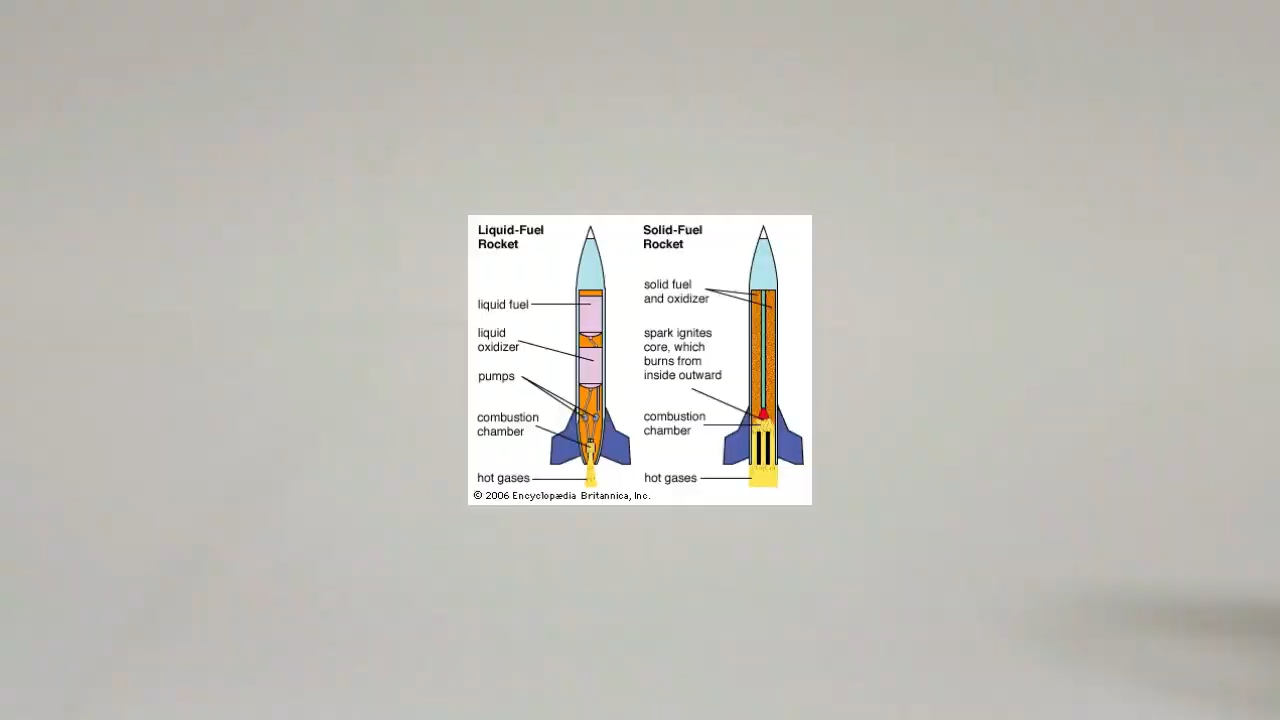 Liquid-Fuel
Rocket
liquid fuel
liquid
oxidizer
pumps
combustion
chamber
hot gases
Solid-Fuel
Rocket
solid fuel
and oxidizer
spark ignites
core, which
burns from
inside outward
combustion
chamber
hot gases
© 2006 Encyclopædia Britannica, Inc.